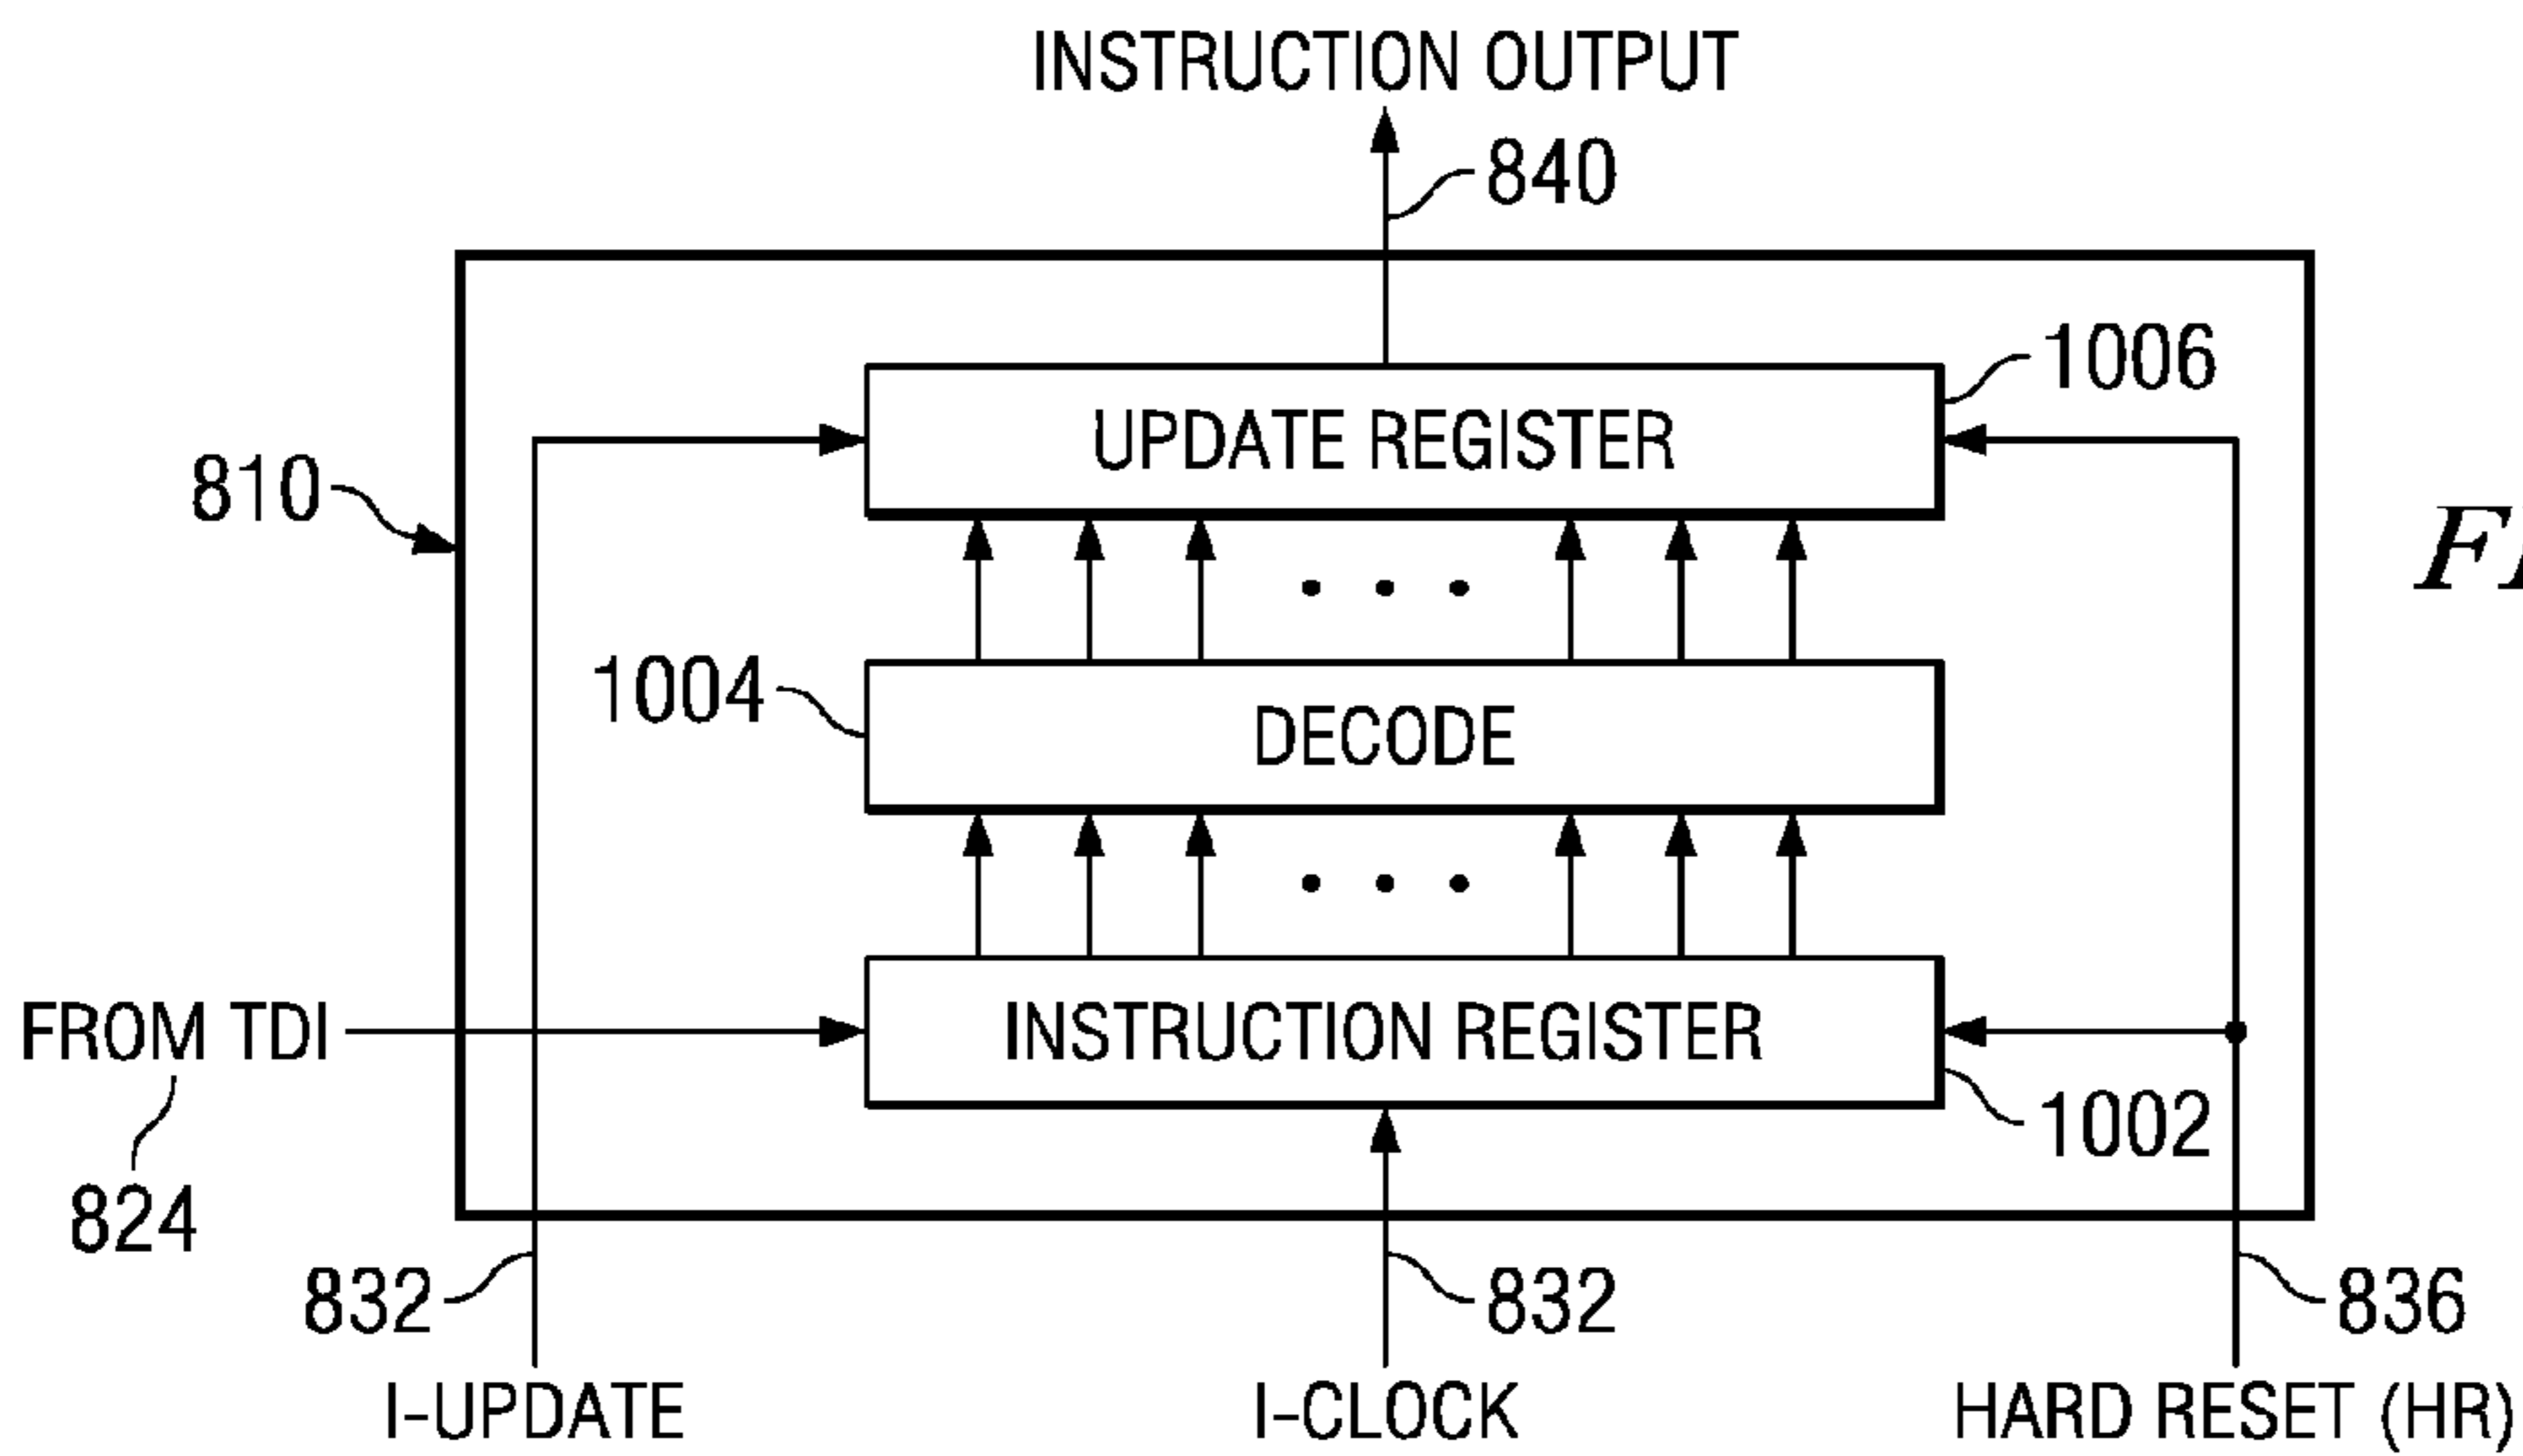 INSTRUCTION OUTPUT
840
1006
UPDATE REGISTER
810
1004
DECODE
FROM TDI
INSTRUCTION REGISTER
1002
824
832
832
836
I-UPDATE
I-CLOCK
HARD RESET (HR)